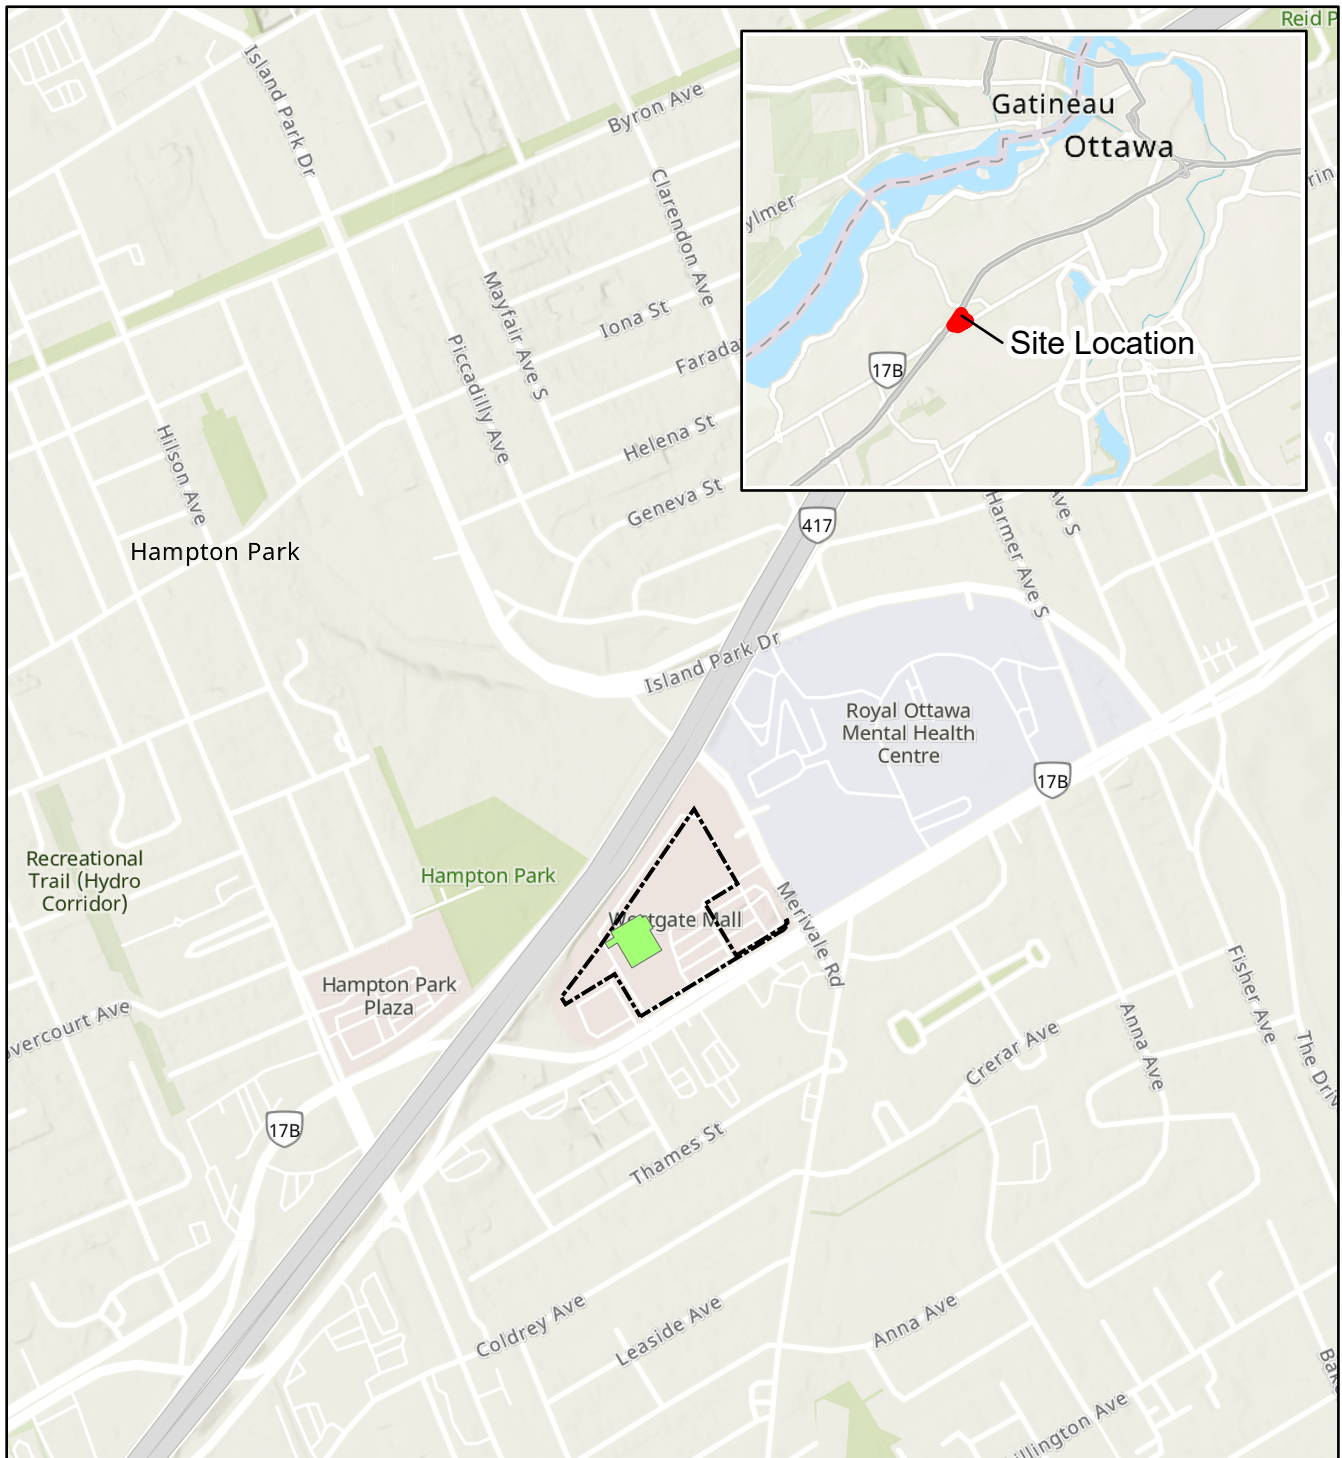 Reid P
Island Park Dr
Byron Ave
Clarendon Ave
Gatineau
Ottawa
ylmer
rin
Site Location
17B
Mayfair Ave S
Iona St
Piccadilly Ave
Farada
Helena St
Geneva St
Hilson Ave
Hampton Park
417
Harmer Ave S
Ave S
Island Park Dr
Royal Ottawa
Mental Health
Centre
17B
Recreational
Trail (Hydro
Corridor)
Hampton Park
Westgate Mall
Merivale Rd
Hampton Park
Plaza
overcourt Ave
Fisher Ave
The Driv
Anna Ave
Crerar Ave
17B
Thames St
Coldrey Ave
Leaside Ave
Anna Ave
Bak
illington Ave